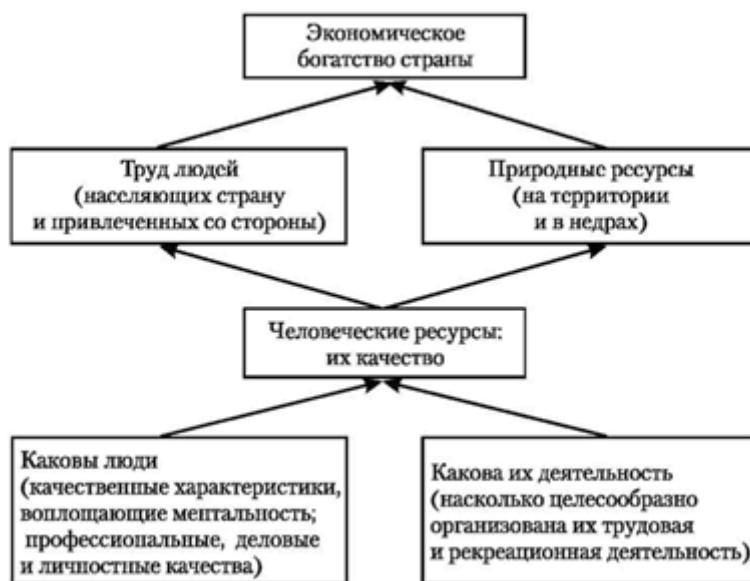 Экономическое
богатство страны
Труд людей
(населяющих страну
и привлеченных со стороны)
Природные ресурсы
(на территории
и в недрах)
Человеческие ресурсы:
их качество
Каковы люди
(качественные характеристики,
воплощающие ментальность;
профессиональные, деловые
и личностные качества)
Какова их деятельность
(насколько целесообразно
организована их трудовая
и рекреационная деятельность)